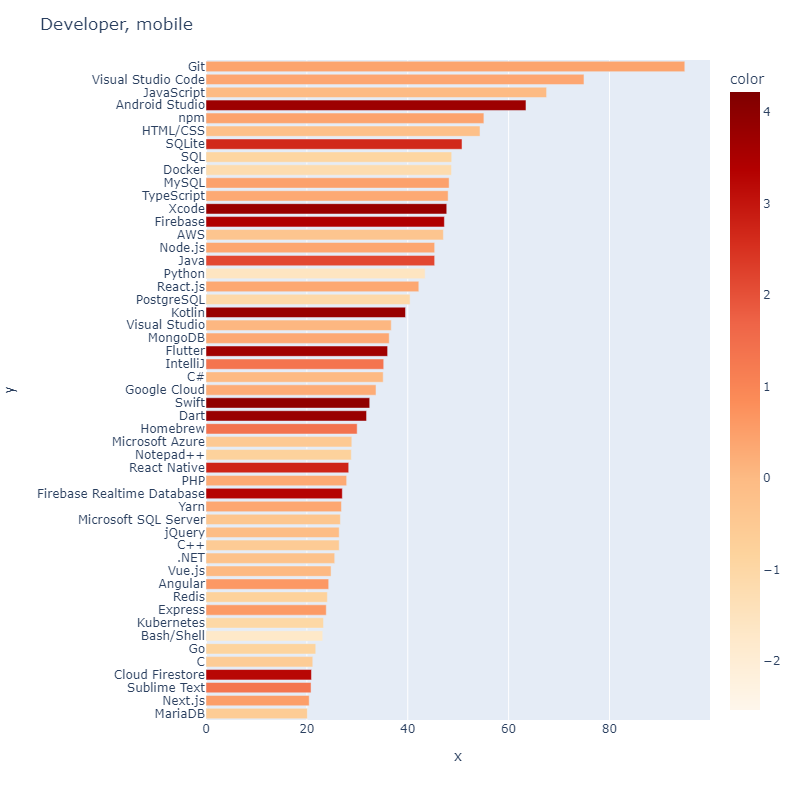 Developer, mobile
Git
Visual Studio Code
JavaScript
Android Studio
npm
HTML/CSS
SQLite
SQL
Docker
MySQL
TypeScript
Xcode
Firebase
AWS
Node.js
Java
Python
React.js
PostgreSQL
Kotlin
Visual Studio
MongoDB
Flutter
IntelliJ
C#
Google Cloud
Swift
Dart
Homebrew
Microsoft Azure
Notepad++
React Native
PHP
Firebase Realtime Database
Yarn
Microsoft SQL Server
jQuery
C++
.NET
Vue.js
Angular
Redis
Express
Kubernetes
Bash/Shell
Go
C
Cloud Firestore
Sublime Text
Next.js
MariaDB
y
0 20 40 60 80
x
color
4
3
2
1
0
−1
−2